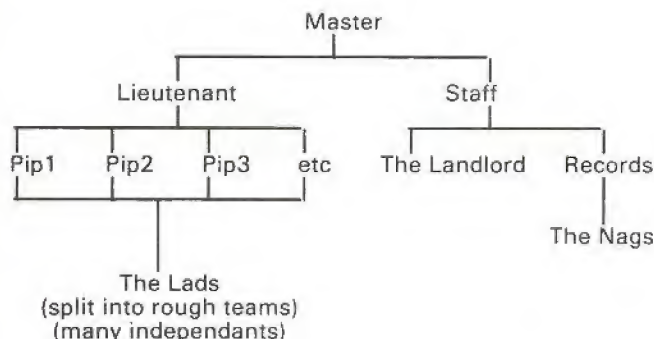 Master
Lieutenant Staff
Pip1 Pip2 Pip3 etc The Landlord Records
The Nags
The Lads
(split into rough teams)
(many independants)